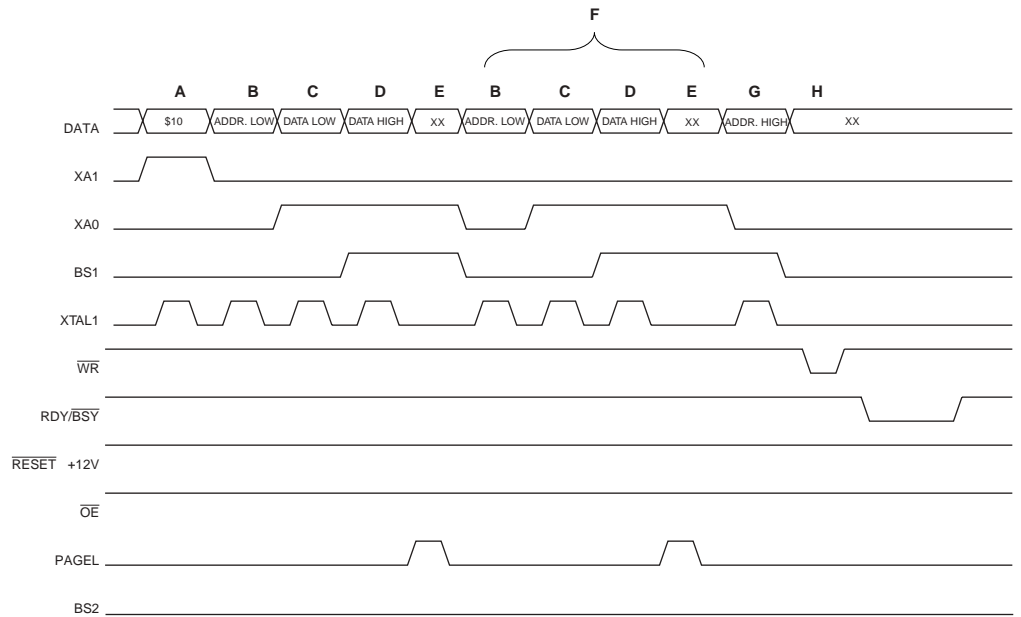 F
A B C D E B C D E G H
DATA $10 ADDR. LOW DATA LOW DATA HIGH XX ADDR. LOW DATA LOW DATA HIGH XX ADDR. HIGH XX
XA1
XA0
BS1
XTAL1
WR
RDY/BSY
RESET +12V
OE
PAGEL
BS2